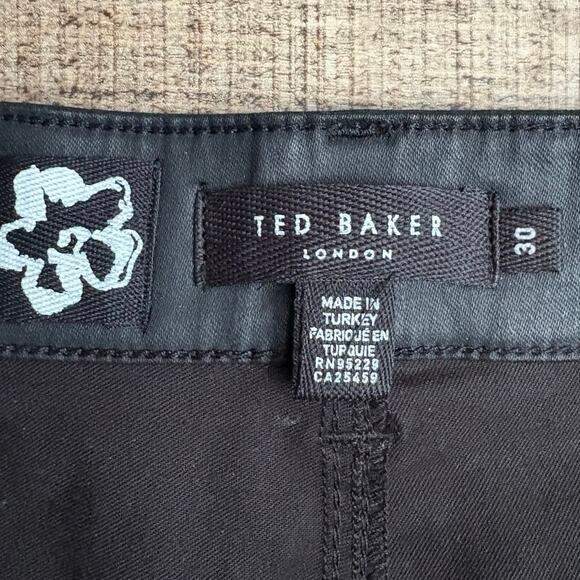 TED BAKER
LONDON
30
MADE IN
TURKEY
FABRIQUÉ EN
TURQUIE
RN95229
CA25459